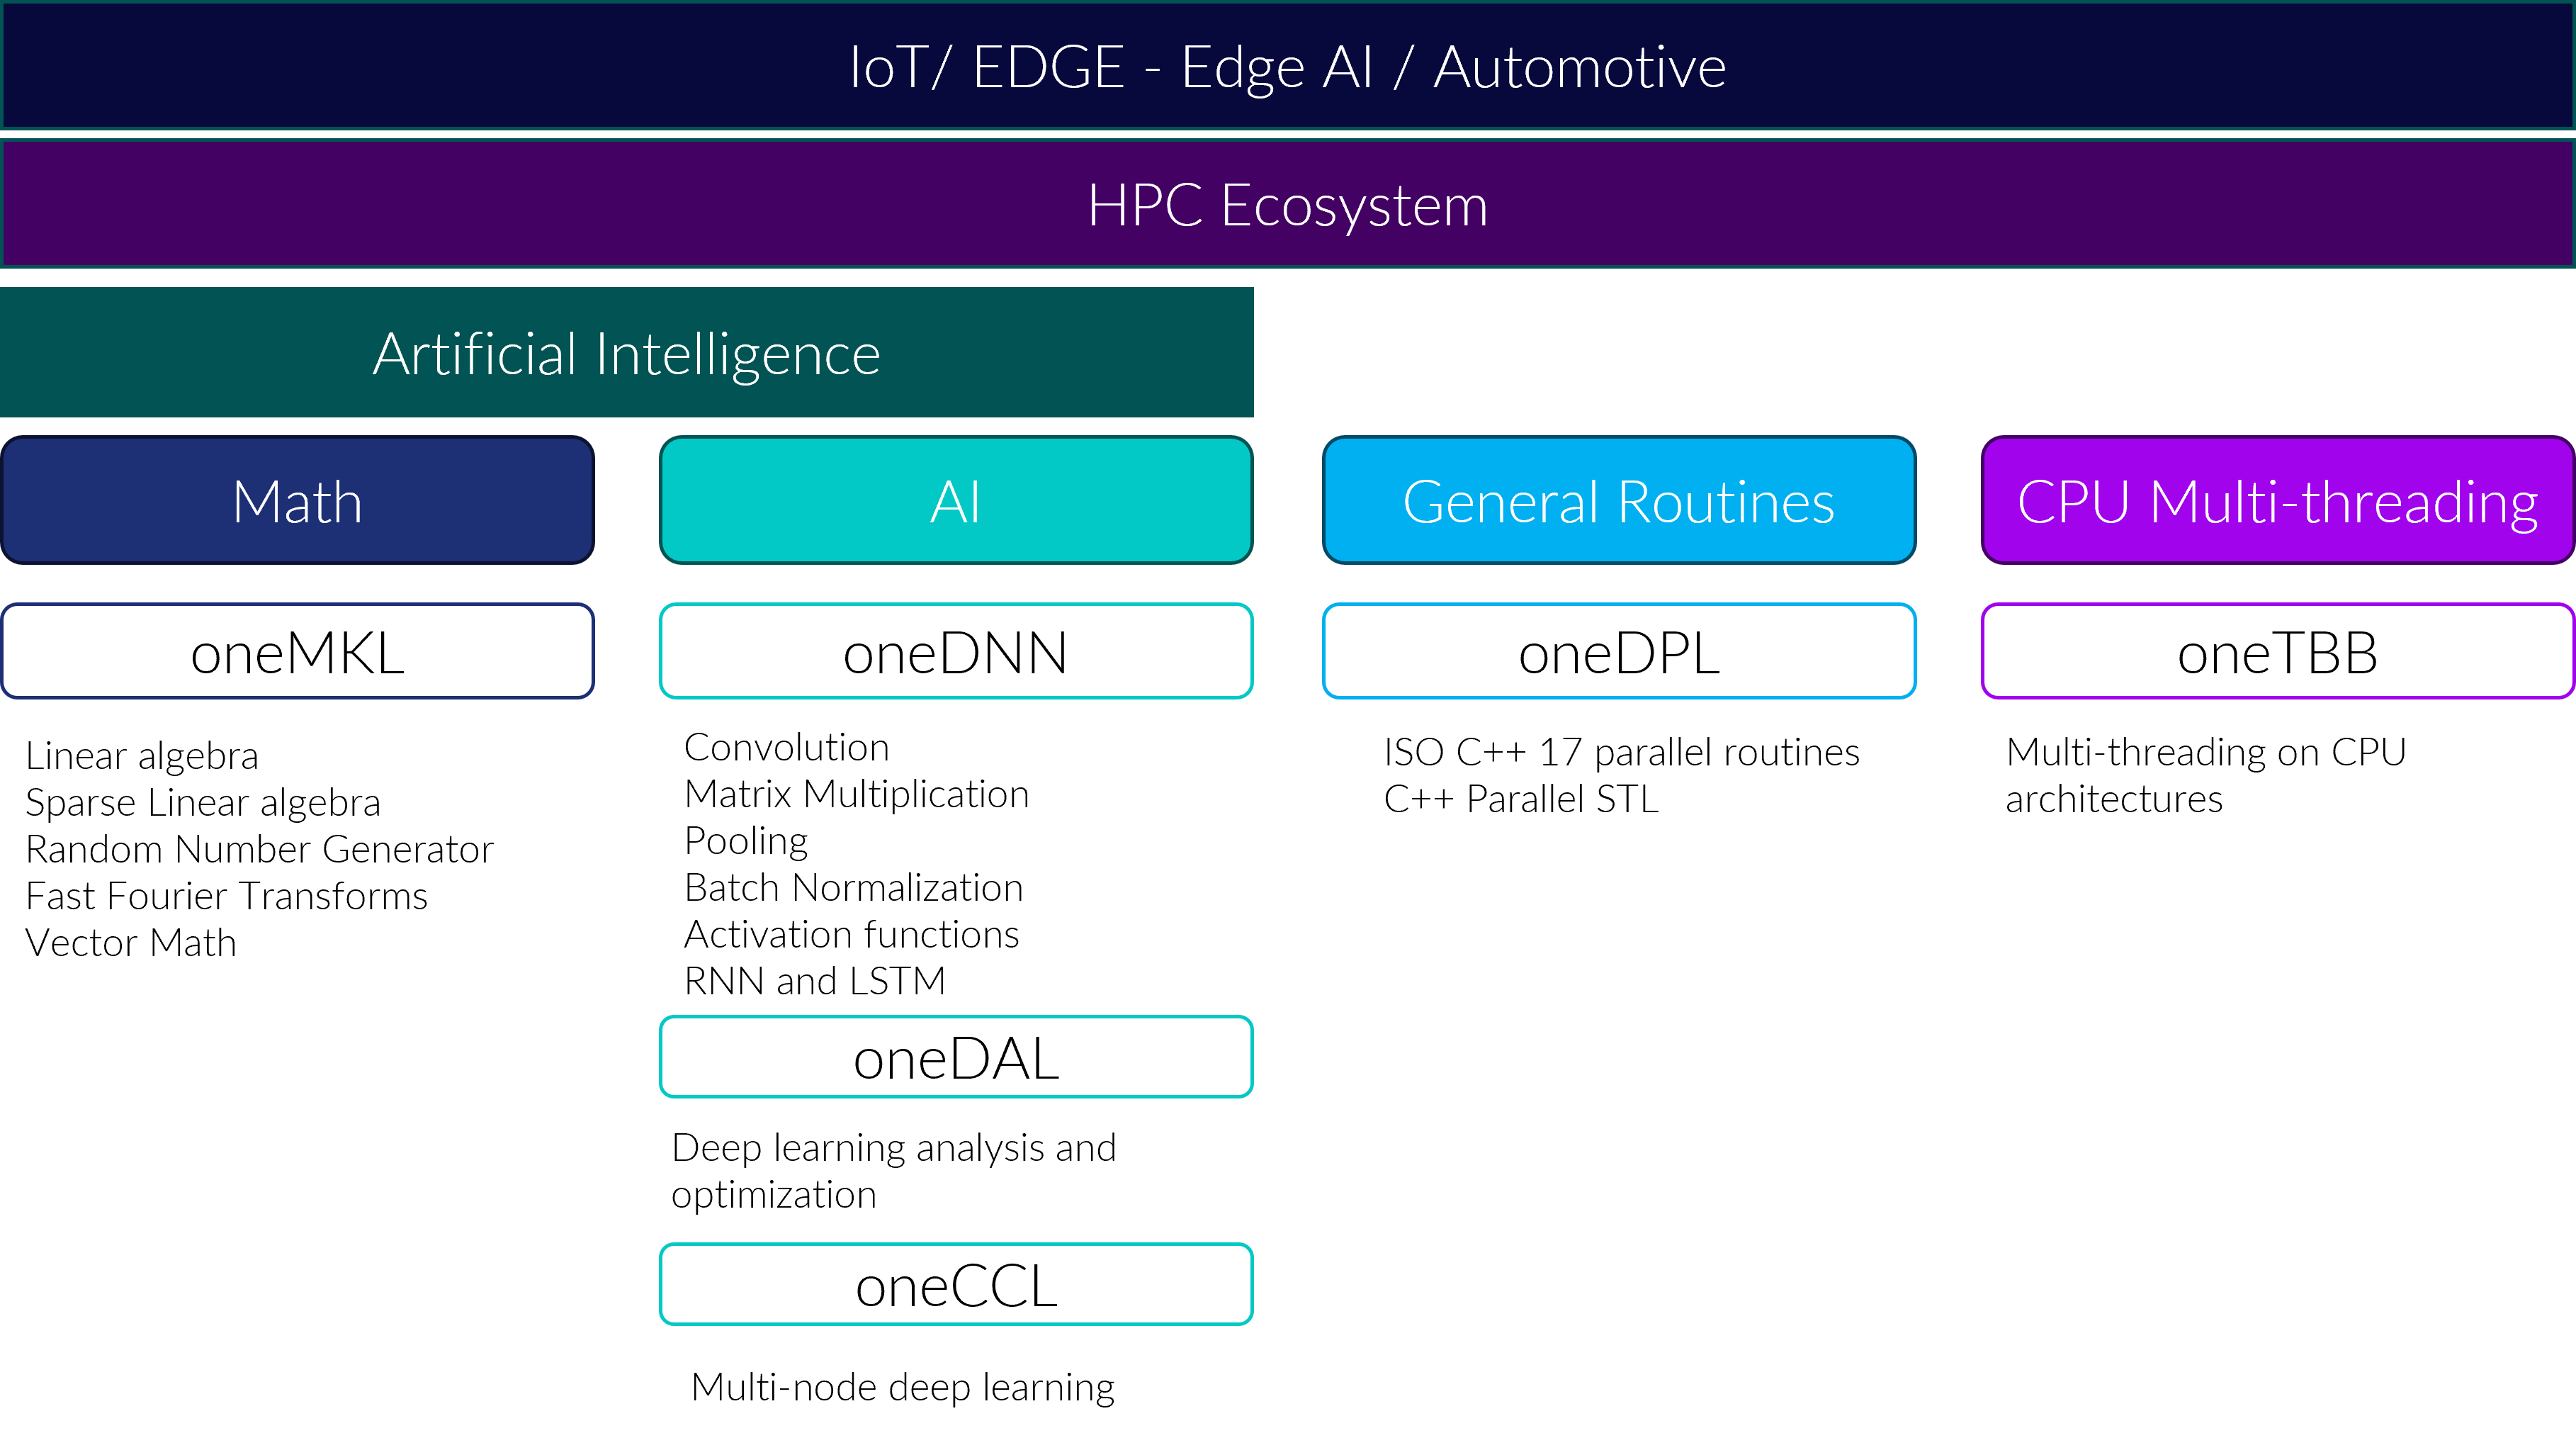 IoT/ EDGE - Edge AI / Automotive
HPC Ecosystem
Artificial Intelligence
Math
AI
General Routines
CPU Multi-threading
oneMKL
oneDNN
oneDPL
oneTBB
Linear algebra
Sparse Linear algebra
Random Number Generator
Fast Fourier Transforms
Vector Math
Convolution
Matrix Multiplication
Pooling
Batch Normalization
Activation functions
RNN and LSTM
oneDAL
Deep learning analysis and
optimization
oneCCL
Multi-node deep learning
ISO C++ 17 parallel routines
C++ Parallel STL
Multi-threading on CPU
architectures